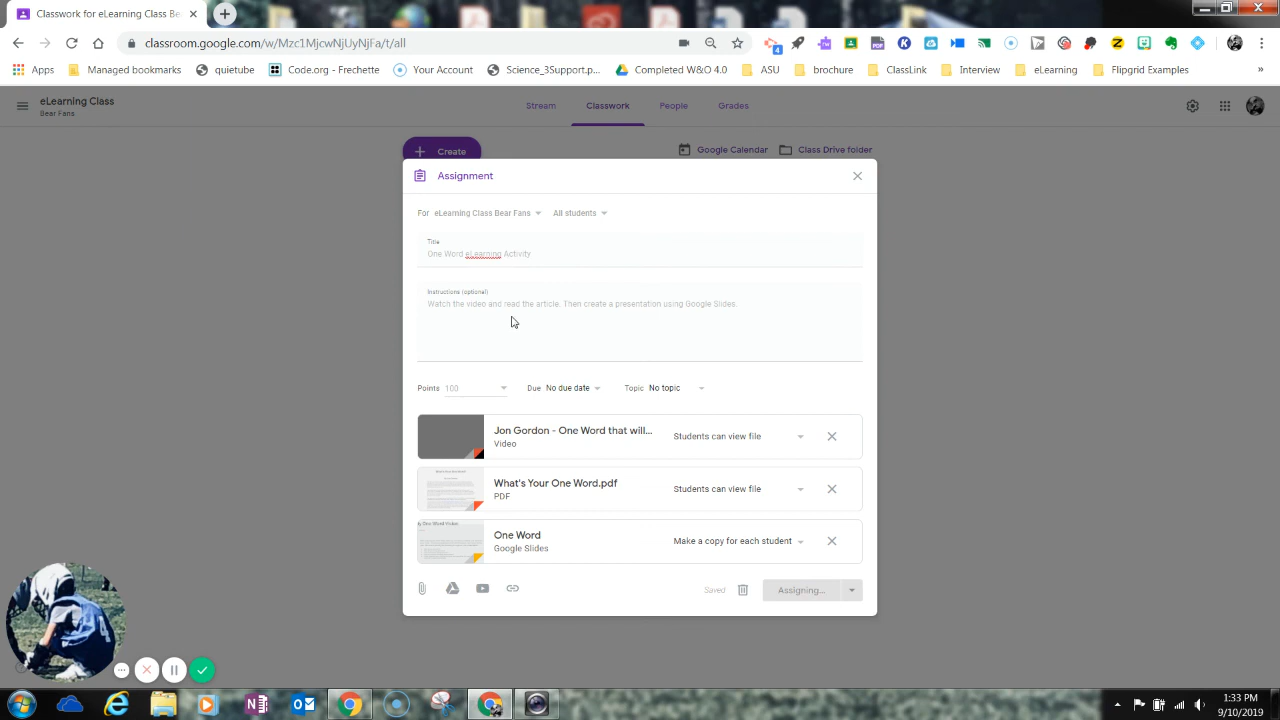 Classwork for eLearning Class Be
classroom.google.com/w/Mzc1MjcwNjUyNjFa/t/all
4
Apps Managed bookmarks quietube Code.org - Frechette Your Account Science_3Support.p... Completed W&O 4.0 ASU brochure ClassLink Interview eLearning Flipgrid Examples »
eLearning Class
Bear Fans
Stream Classwork People Grades
Create
Google Calendar Class Drive folder
Assignment
For eLearning Class Bear Fans All students
Title
One Word eLearning Activity
Instructions (optional)
Watch the video and read the article. Then create a presentation using Google Slides.
Points 100 Due No due date Topic No topic
Jon Gordon - One Word that will...
Video
Students can view file
What's Your One Word.pdf
PDF
Students can view file
One Word
Google Slides
Make a copy for each student
Saved Assigning...
1:33 PM
9/10/2019